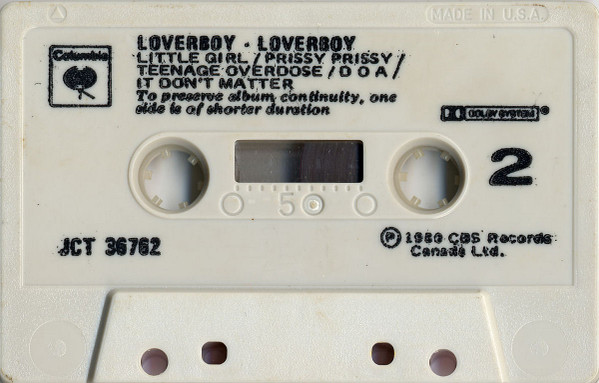 MADE IN U.S.A.
Columbia
LOVERBOY - LOVERBOY
LITTLE GIRL / PRISSY PRISSY /
TEENAGE OVERDOSE / D O A /
IT DON'T MATTER
To preserve album continuity, one
side is of shorter duration
DOLBY SYSTEM®
2
50
JCT 36762
Ⓟ 1980 CBS Records
Canada Ltd.